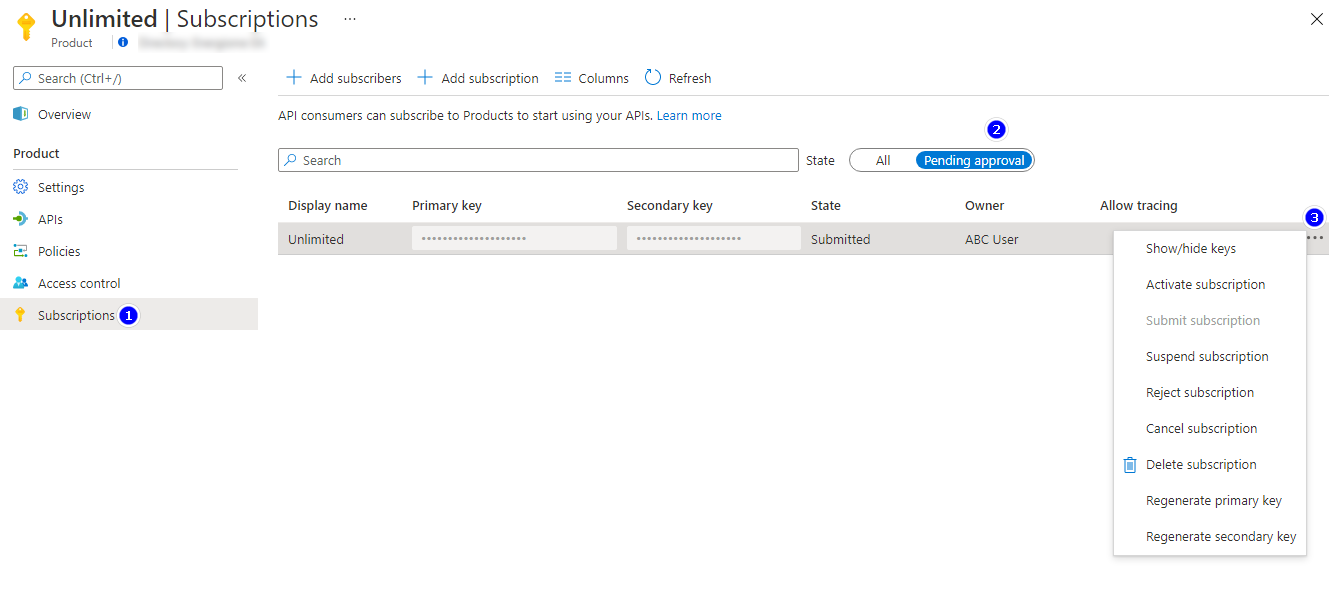 Unlimited | Subscriptions ...
Product
Search (Ctrl+/) «
Overview
Product
Settings
APIs
Policies
Access control
Subscriptions 1
Add subscribers Add subscription Columns Refresh
API consumers can subscribe to Products to start using your APIs. Learn more
2
Search State All Pending approval
Display name Primary key Secondary key State Owner Allow tracing
3
Unlimited •••••••••••••••••••• •••••••••••••••••••• Submitted ABC User ...
Show/hide keys
Activate subscription
Submit subscription
Suspend subscription
Reject subscription
Cancel subscription
Delete subscription
Regenerate primary key
Regenerate secondary key